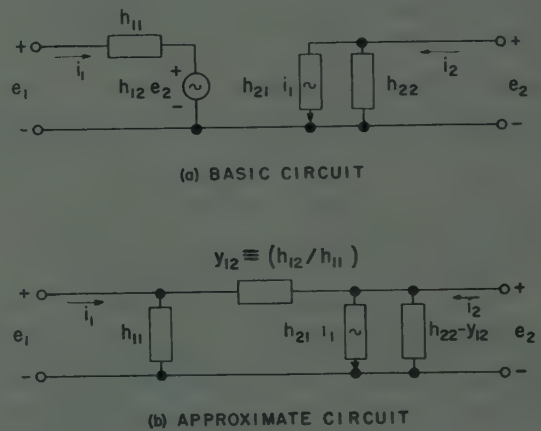 h11
+ i1 + i2 +
e1 h12 e2 h21 i1 h22 e2
- - -
(a) BASIC CIRCUIT
y12 ≡ (h12/h11)
+ i1 i2 +
e1 h11 h21 i1 h22-y12 e2
- -
(b) APPROXIMATE CIRCUIT